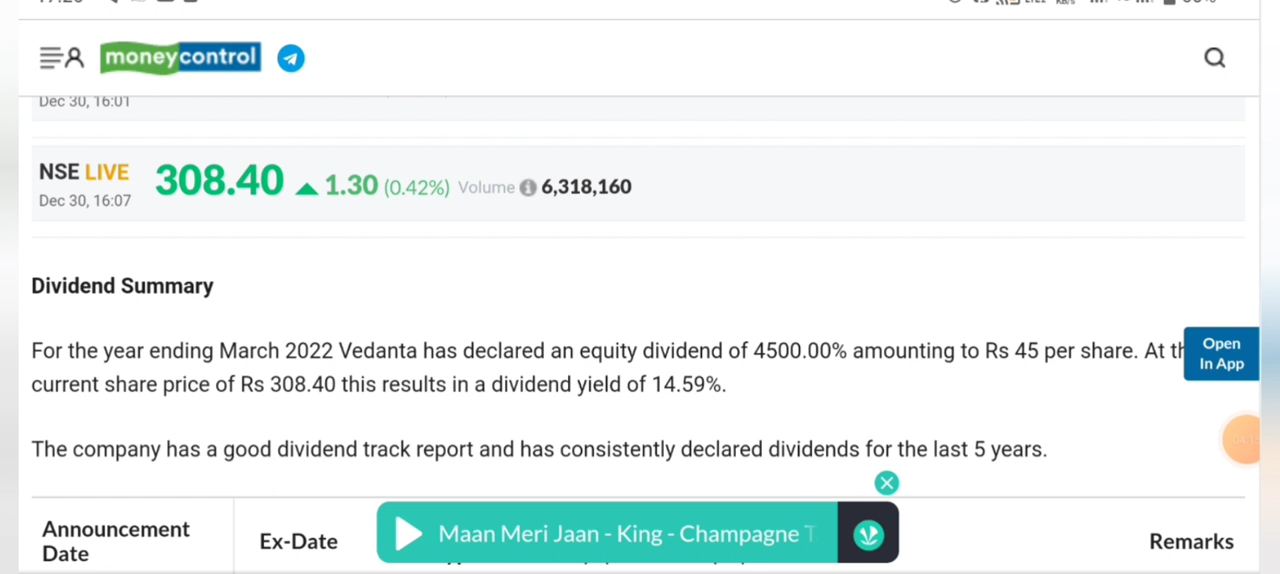 moneycontrol
Dec 30, 16:01
NSE LIVE 308.40 1.30 (0.42%) Volume 6,318,160
Dec 30, 16:07
Dividend Summary
For the year ending March 2022 Vedanta has declared an equity dividend of 4500.00% amounting to Rs 45 per share. At
current share price of Rs 308.40 this results in a dividend yield of 14.59%.
Open
In App
The company has a good dividend track report and has consistently declared dividends for the last 5 years.
Announcement
Date
Ex-Date
Maan Meri Jaan - King - Champagne T
Remarks